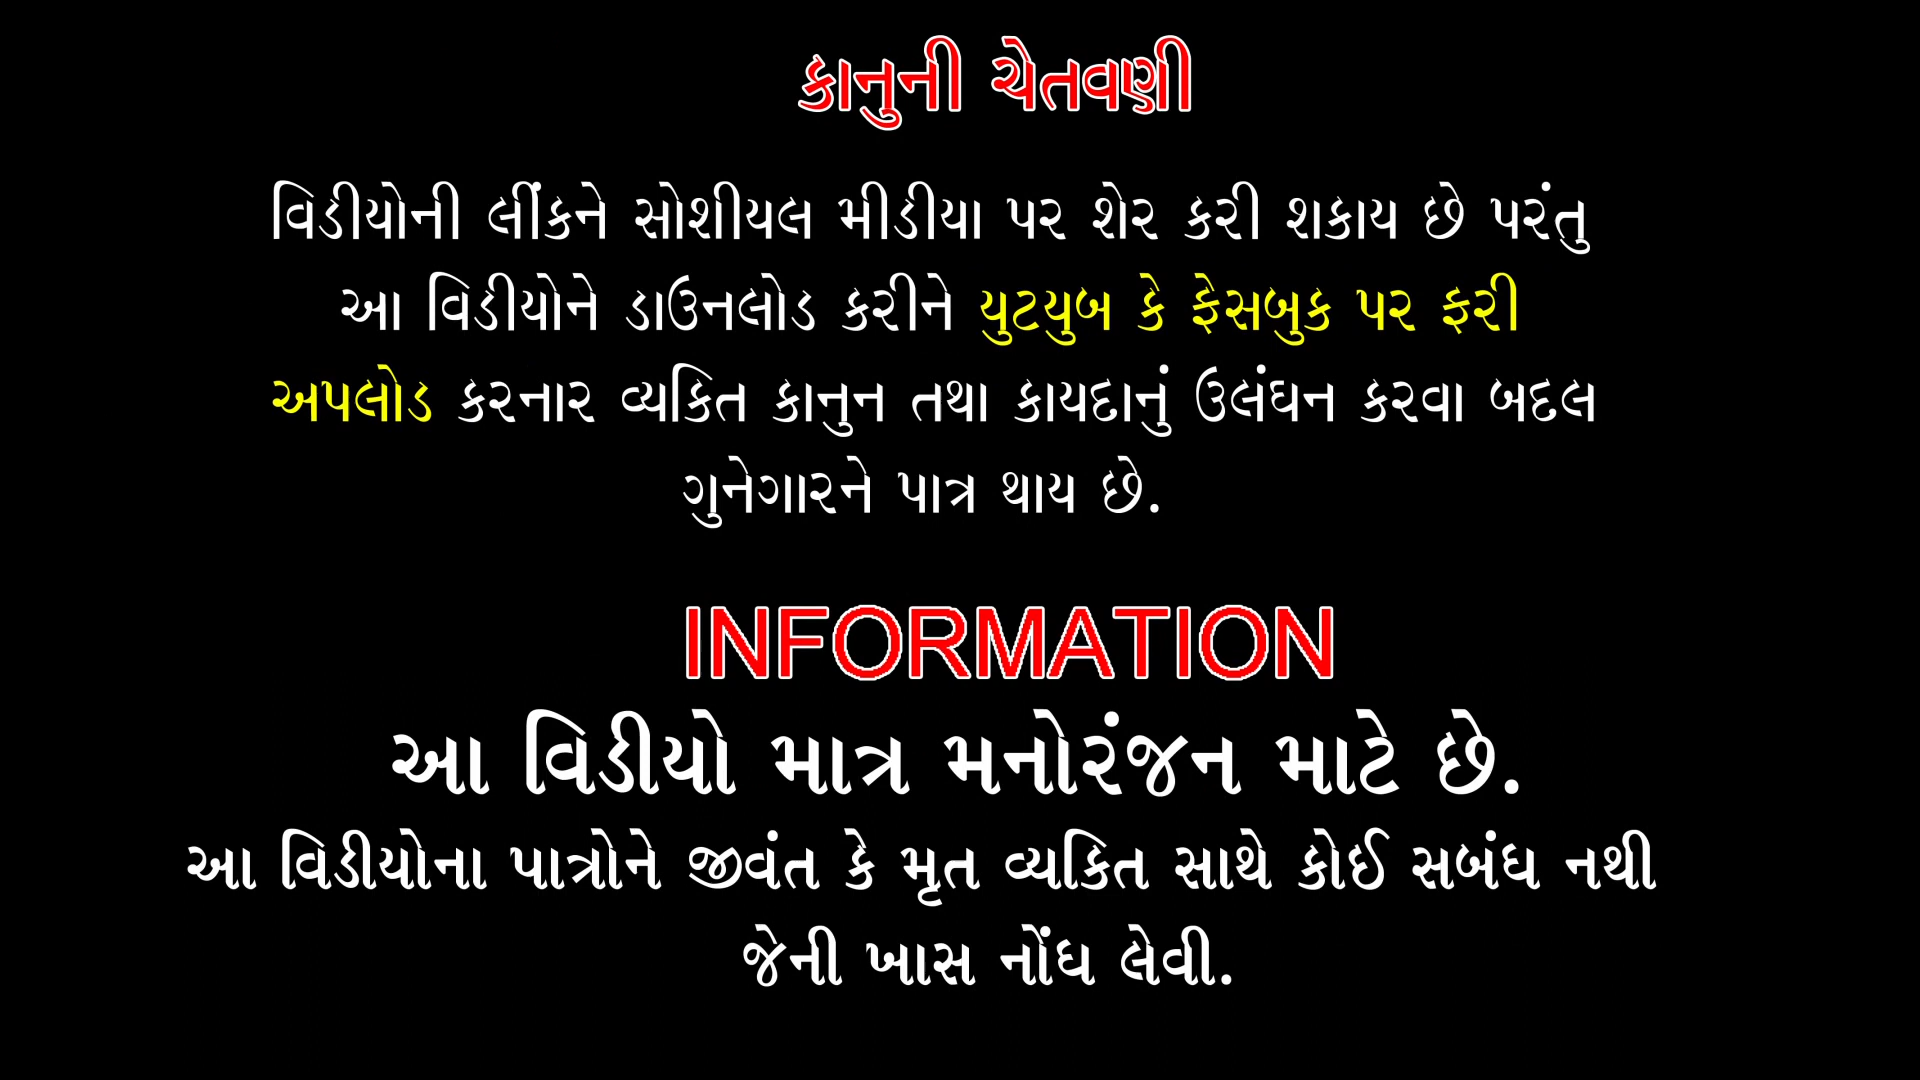 કાનુની ચેતવણી
વિડીયોની લીંકને સોશીયલ મીડીયા પર શેર કરી શકાય છે પરંતુ
આ વિડીયોને ડાઉનલોડ કરીને યુટયુબ કે ફેસબુક પર ફરી
અપલોડ કરનાર વ્યકિત કાનુન તથા કાયદાનું ઉલંઘન કરવા બદલ
ગુનેગારને પાત્ર થાય છે.
INFORMATION
આ વિડીયો માત્ર મનોરંજન માટે છે.
આ વિડીયોના પાત્રોને જીવંત કે મૃત વ્યકિત સાથે કોઈ સબંધ નથી
જેની ખાસ નોંધ લેવી.